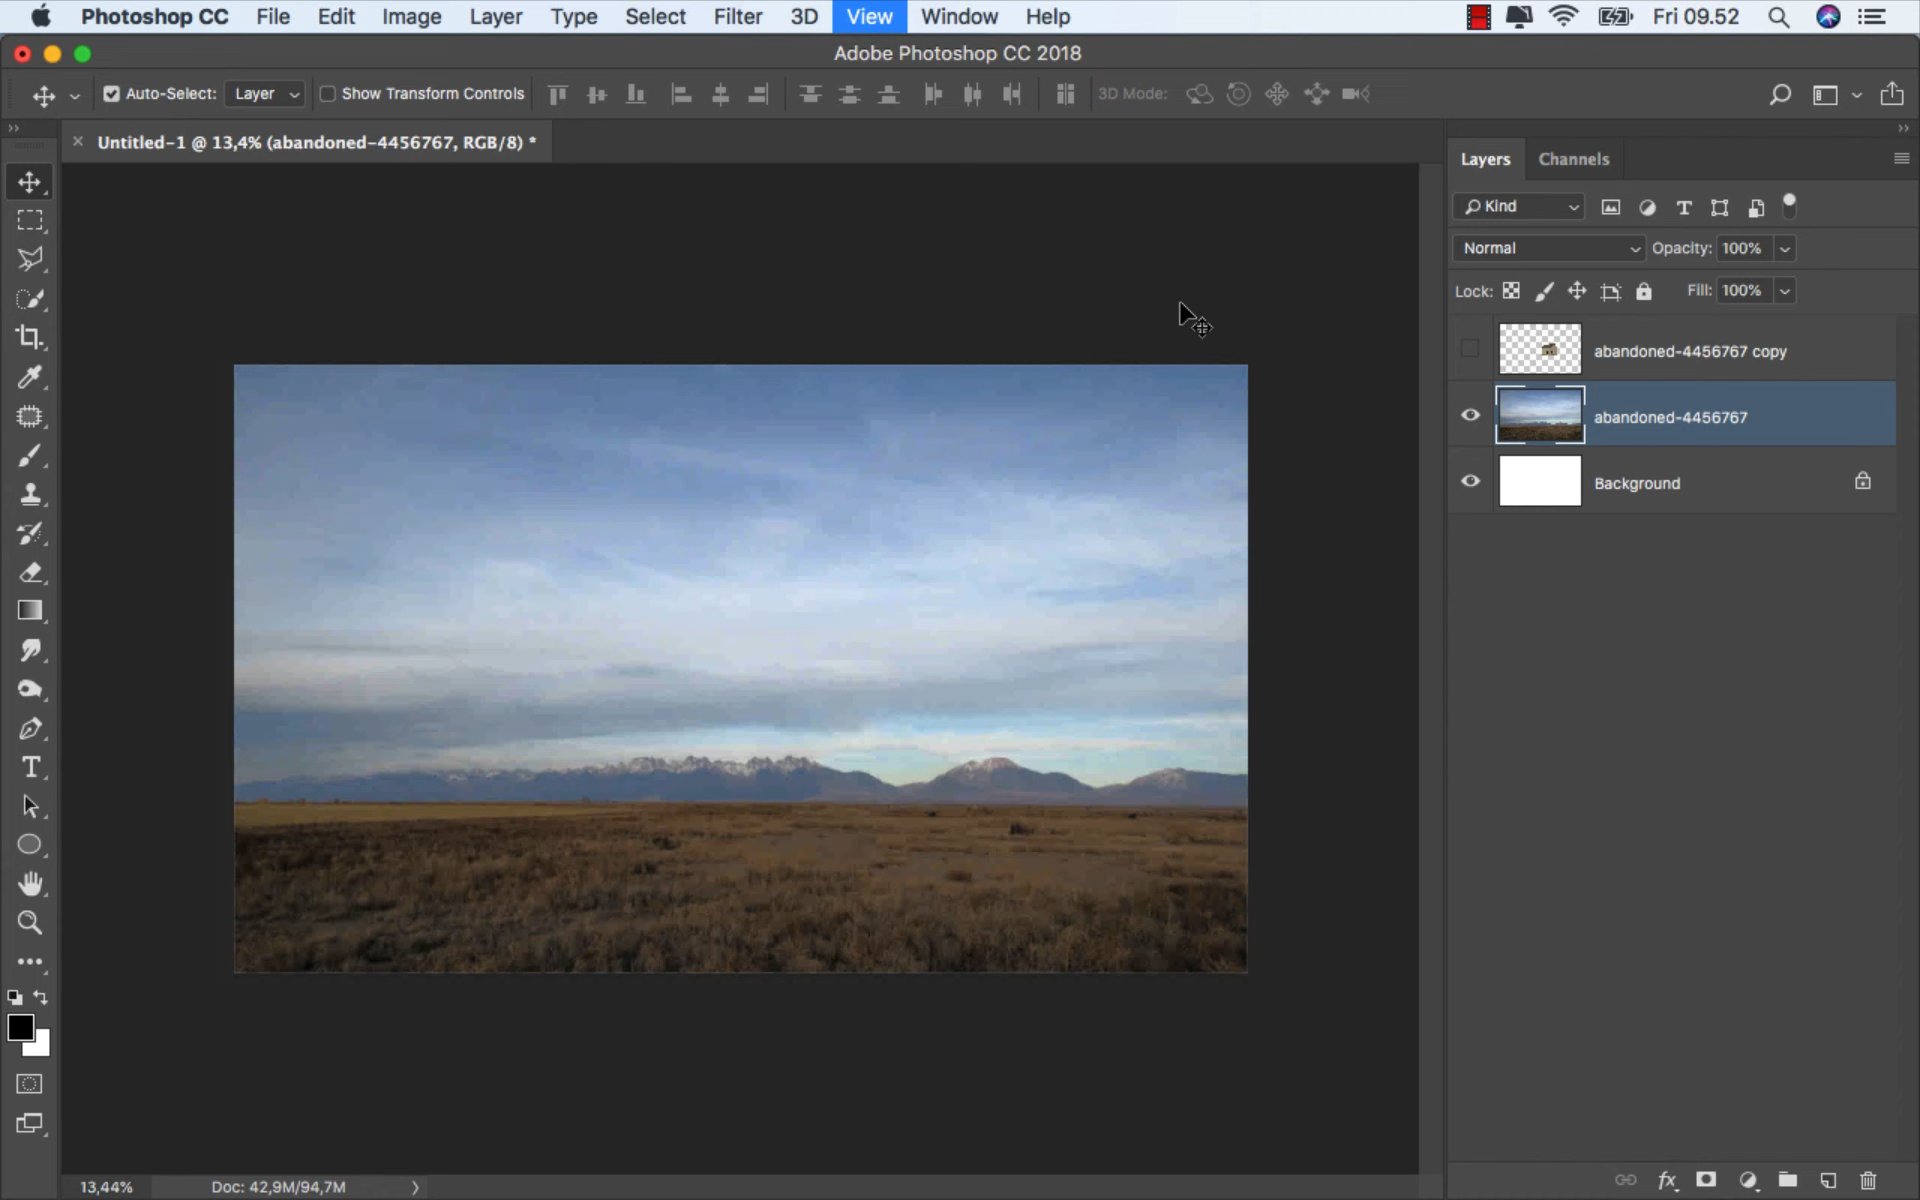 Photoshop CC File Edit Image Layer Type Select Filter 3D View Window Help Fri 09.52
Adobe Photoshop CC 2018
Auto-Select: Layer Show Transform Controls 3D Mode:
Untitled-1 @ 13,4% (abandoned-4456767, RGB/8) *
Layers Channels
Kind
Normal Opacity: 100%
Lock: Fill: 100%
abandoned-4456767 copy
abandoned-4456767
Background
13,44% Doc: 42,9M/94,7M